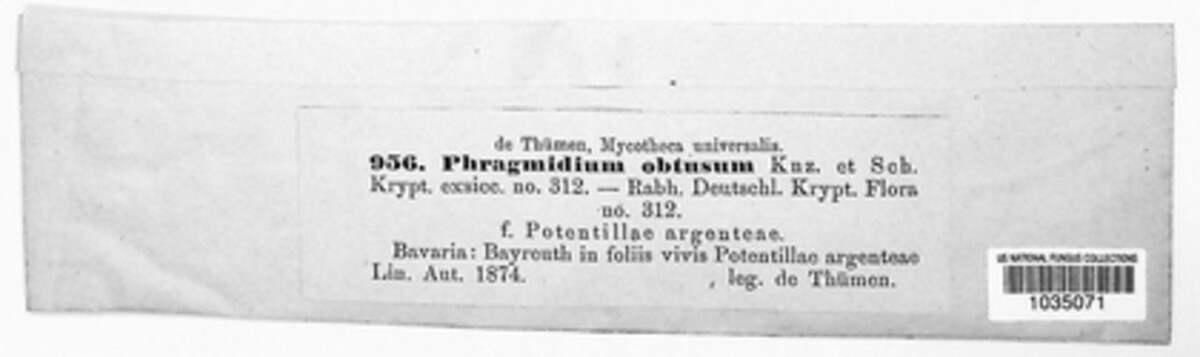 de Thümen, Mycotheca universalis.
956. Phragmidium obtusum Knz. et Sch.
Krypt. exsicc. no. 312. — Rabh. Deutschl. Krypt. Flora
no. 312.
f. Potentillae argenteae.
Bavaria: Bayreuth in foliis vivis Potentillae argenteae
Lin. Aut. 1874. leg. de Thümen.
US NATIONAL FUNGUS COLLECTIONS
1035071